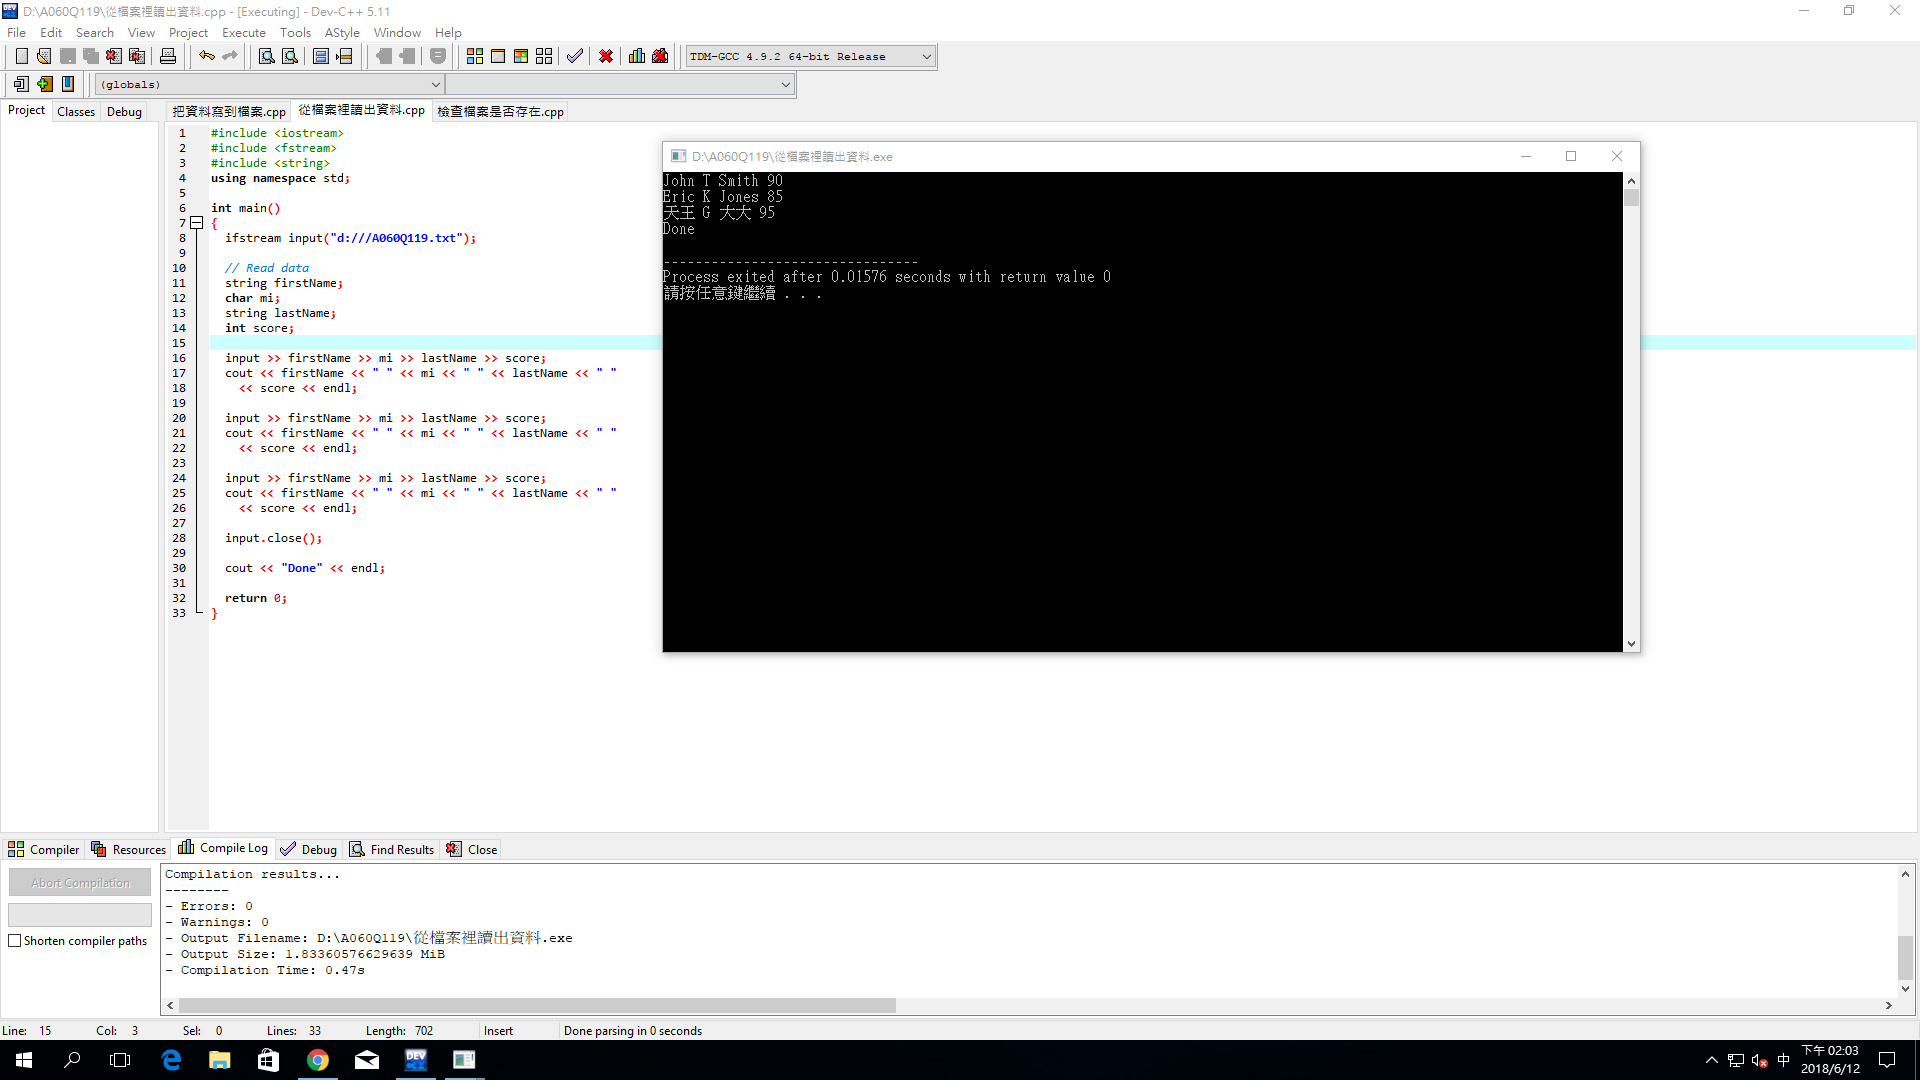 D:\A060Q119\從檔案裡讀出資料.cpp - [Executing] - Dev-C++ 5.11
File Edit Search View Project Execute Tools AStyle Window Help
TDM-GCC 4.9.2 64-bit Release
(globals)
Project Classes Debug
把資料寫到檔案.cpp 從檔案裡讀出資料.cpp 檢查檔案是否存在.cpp
1 #include <iostream>
2 #include <fstream>
3 #include <string>
4 using namespace std;
5
6 int main()
7 {
8 ifstream input("d:///A060Q119.txt");
9
10 // Read data
11 string firstName;
12 char mi;
13 string lastName;
14 int score;
15
16 input >> firstName >> mi >> lastName >> score;
17 cout << firstName << " " << mi << " " << lastName << " "
18 << score << endl;
19
20 input >> firstName >> mi >> lastName >> score;
21 cout << firstName << " " << mi << " " << lastName << " "
22 << score << endl;
23
24 input >> firstName >> mi >> lastName >> score;
25 cout << firstName << " " << mi << " " << lastName << " "
26 << score << endl;
27
28 input.close();
29
30 cout << "Done" << endl;
31
32 return 0;
33 }
D:\A060Q119\從檔案裡讀出資料.exe
John T Smith 90
Eric K Jones 85
天王 G 大大 95
Done
--------------------------------
Process exited after 0.01576 seconds with return value 0
請按任意鍵繼續 . . .
Compiler Resources Compile Log Debug Find Results Close
Abort Compilation
Shorten compiler paths
Compilation results...
--------
- Errors: 0
- Warnings: 0
- Output Filename: D:\A060Q119\從檔案裡讀出資料.exe
- Output Size: 1.83360576629639 MiB
- Compilation Time: 0.47s
Line: 15 Col: 3 Sel: 0 Lines: 33 Length: 702 Insert Done parsing in 0 seconds
DEV C++
中
下午 02:03
2018/6/12